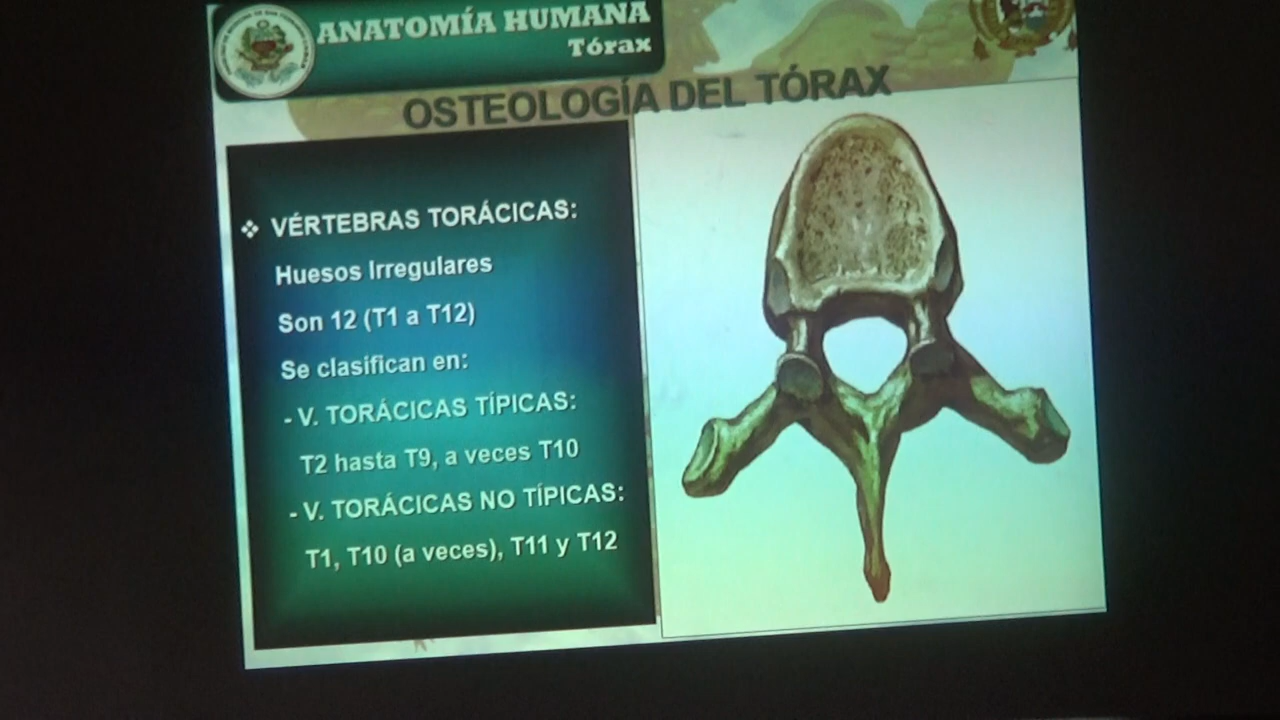 ANATOMÍA HUMANA
Tórax
OSTEOLOGÍA DEL TÓRAX
❖ VÉRTEBRAS TORÁCICAS:
Huesos Irregulares
Son 12 (T1 a T12)
Se clasifican en:
- V. TORÁCICAS TÍPICAS:
T2 hasta T9, a veces T10
- V. TORÁCICAS NO TÍPICAS:
T1, T10 (a veces), T11 y T12